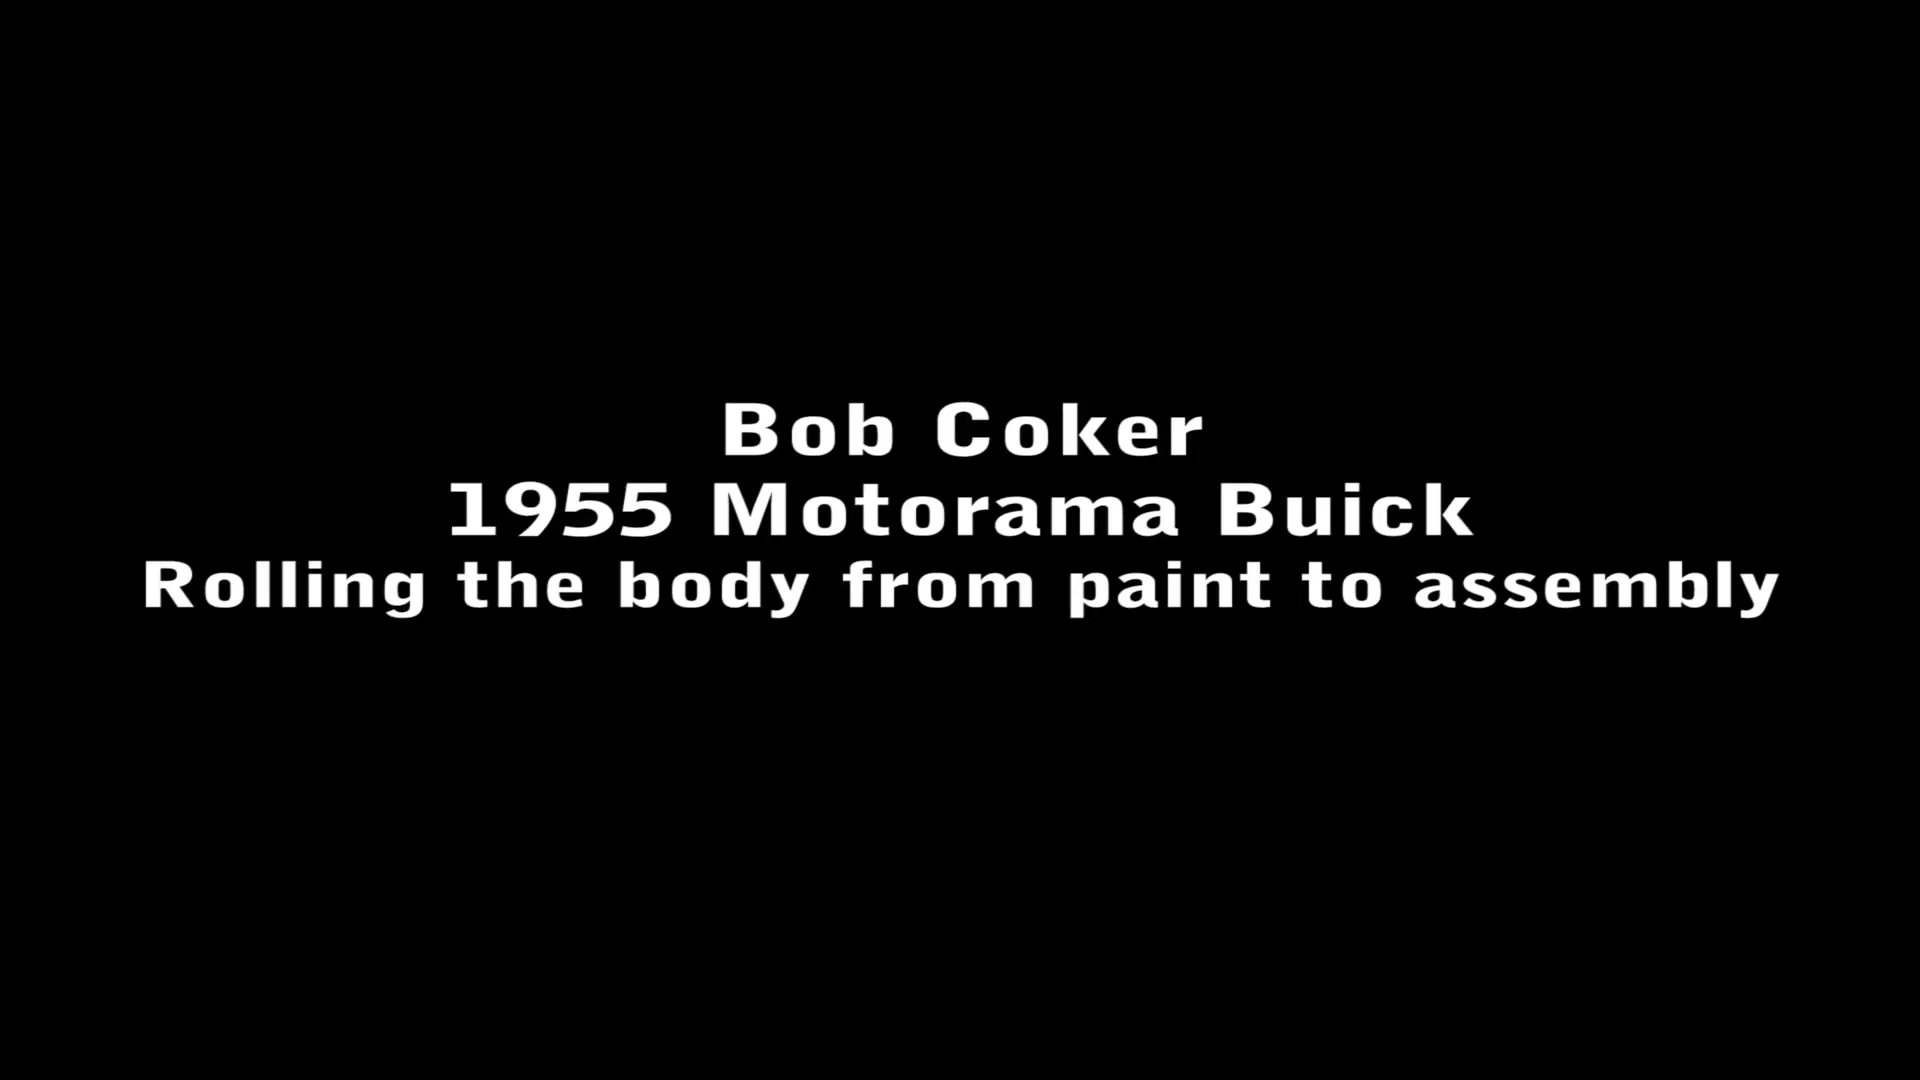 Bob Coker
1955 Motorama Buick
Rolling the body from paint to assembly